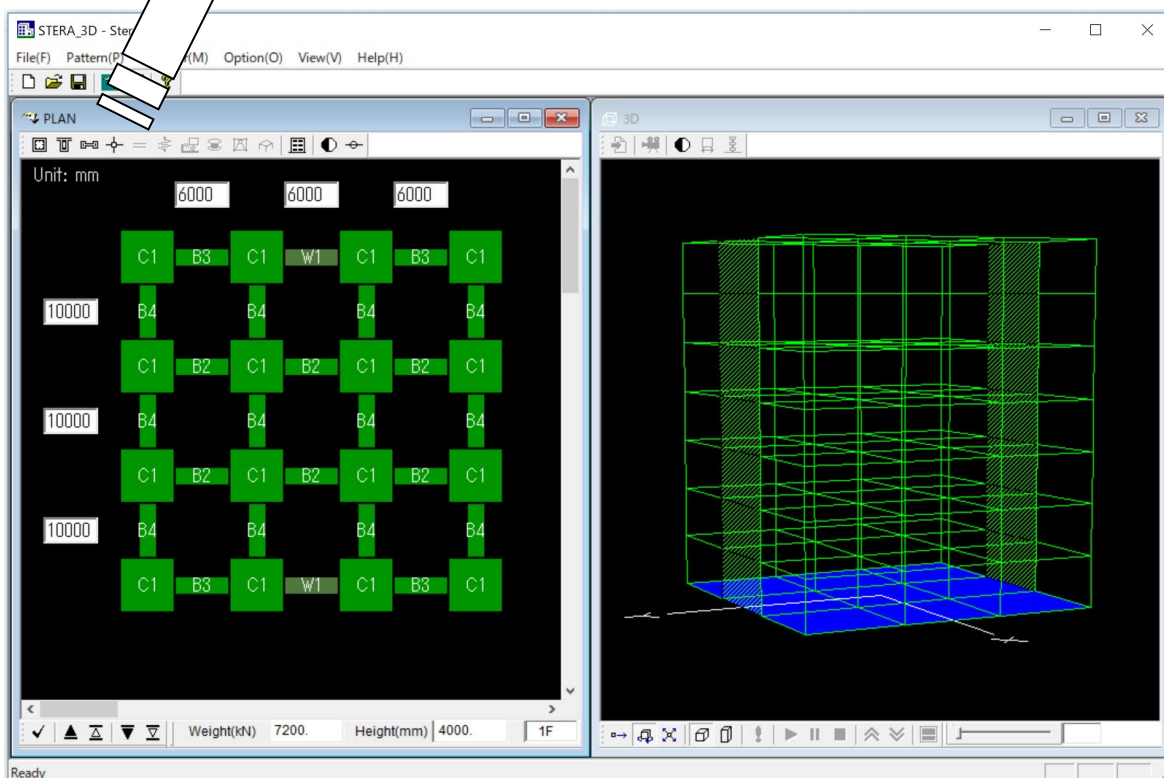 STERA_3D - Ster
File(F) Pattern(P) r(M) Option(O) View(V) Help(H)
PLAN
Unit: mm
6000 6000 6000
C1 B3 C1 W1 C1 B3 C1
10000 B4 B4 B4 B4
C1 B2 C1 B2 C1 B2 C1
10000 B4 B4 B4 B4
C1 B2 C1 B2 C1 B2 C1
10000 B4 B4 B4 B4
C1 B3 C1 W1 C1 B3 C1
Weight(kN) 7200. Height(mm) 4000. 1F
3D
Ready